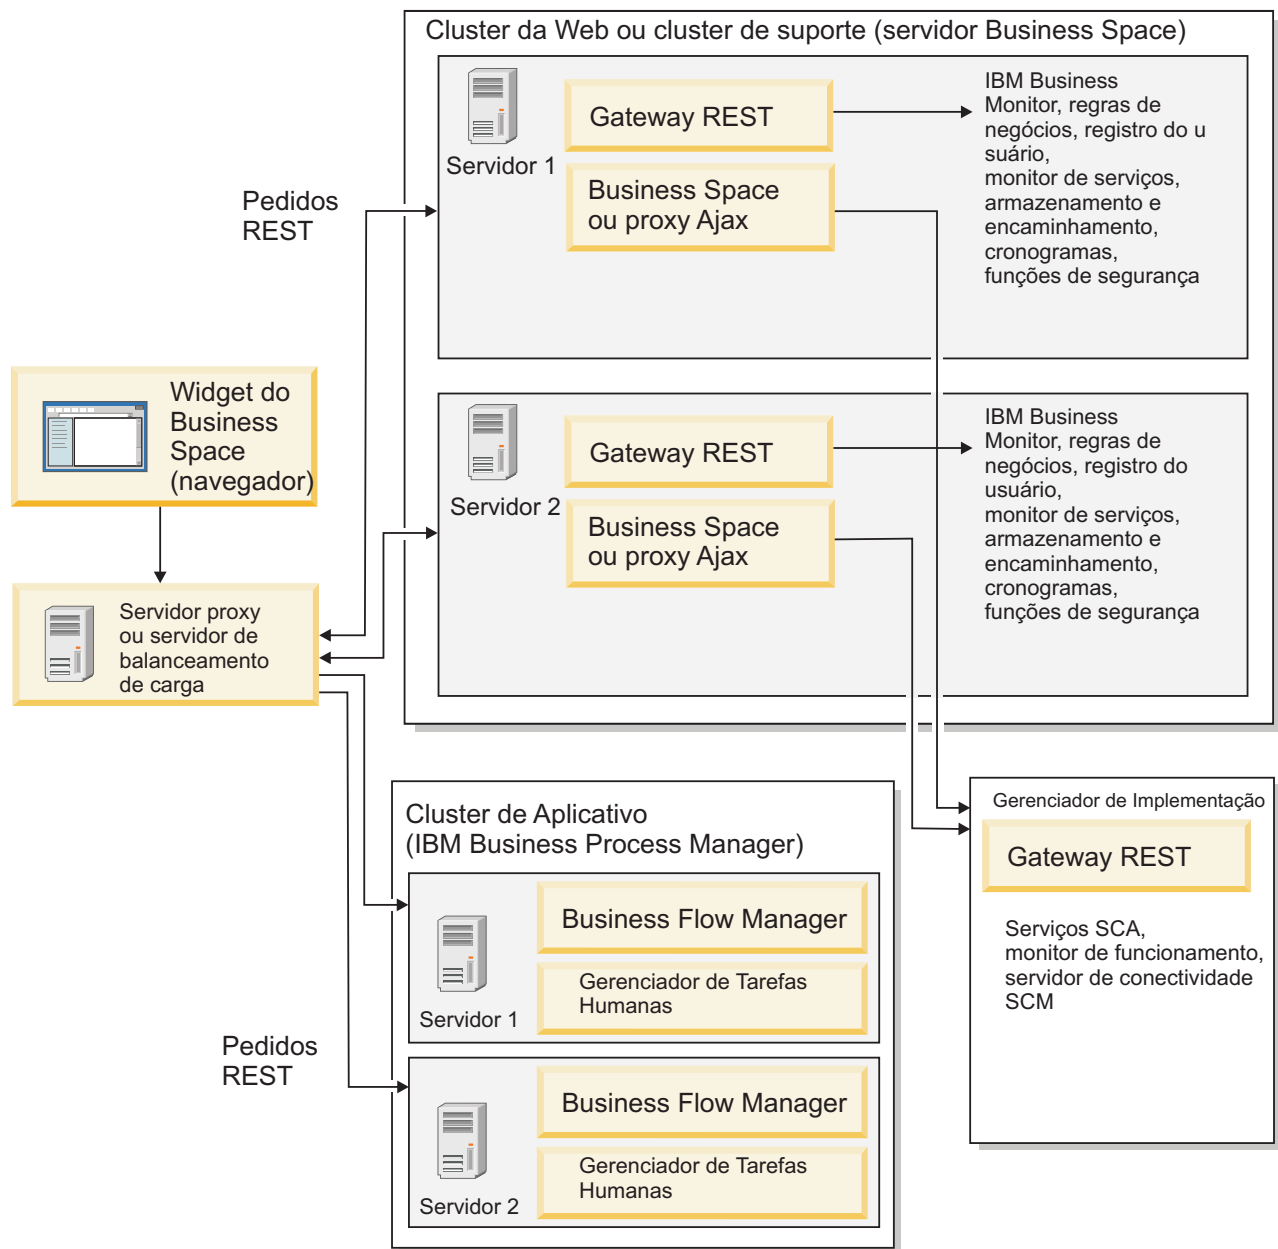 Cluster da Web ou cluster de suporte (servidor Business Space)
Servidor 1
Gateway REST
Business Space
ou proxy Ajax
IBM Business
Monitor, regras de
negócios, registro do u
suário,
monitor de serviços,
armazenamento e
encaminhamento,
cronogramas,
funções de segurança
Pedidos
REST
Widget do
Business
Space
(navegador)
Servidor 2
Gateway REST
Business Space
ou proxy Ajax
IBM Business
Monitor, regras de
negócios, registro do
usuário,
monitor de serviços,
armazenamento e
encaminhamento,
cronogramas,
funções de segurança
Servidor proxy
ou servidor de
balanceamento
de carga
Cluster de Aplicativo
(IBM Business Process Manager)
Servidor 1
Business Flow Manager
Gerenciador de Tarefas
Humanas
Pedidos
REST
Servidor 2
Business Flow Manager
Gerenciador de Tarefas
Humanas
Gerenciador de Implementação
Gateway REST
Serviços SCA,
monitor de funcionamento,
servidor de conectividade
SCM